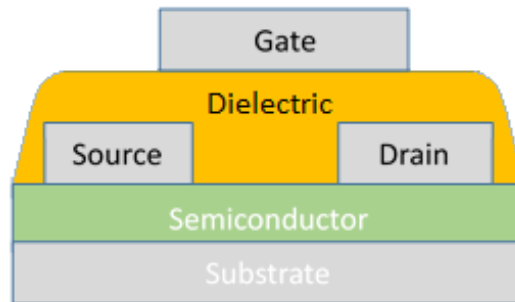 Gate
Dielectric
Source Drain
Semiconductor
Substrate